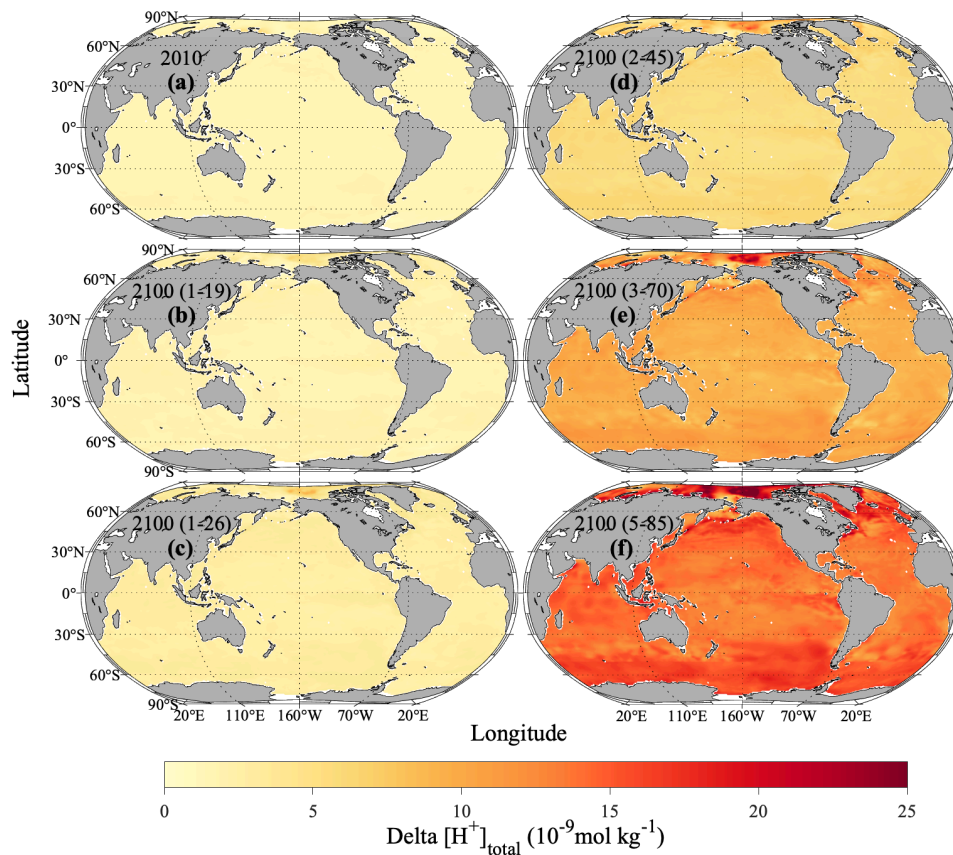 90°N
60°N
30°N
0°
30°S
60°S
2010
(a)
2100 (2-45)
(d)
90°N
60°N
30°N
0°
30°S
60°S
90°S
2100 (1-19)
(b)
2100 (3-70)
(e)
60°N
30°N
0°
30°S
60°S
90°S
2100 (1-26)
(c)
2100 (5-85)
(f)
Latitude
20°E 110°E 160°W 70°W 20°E
20°E 110°E 160°W 70°W 20°E
Longitude
0 5 10 15 20 25
Delta [H⁺]total (10⁻⁹mol kg⁻¹)